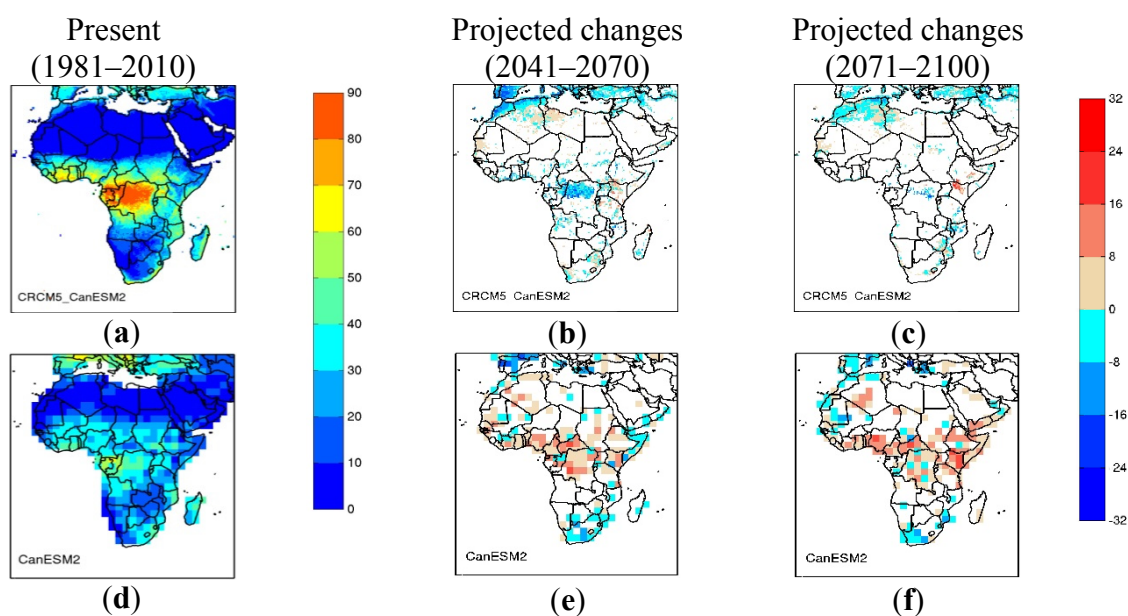 Present
(1981–2010)
Projected changes
(2041–2070)
Projected changes
(2071–2100)
90
80
70
60
50
40
30
20
10
0
32
24
16
8
0
-8
-16
-24
-32
CRCM5_CanESM2
CRCM5 CanESM2
CRCM5 CanESM2
(a)
(b)
(c)
CanESM2
CanESM2
CanESM2
(d)
(e)
(f)